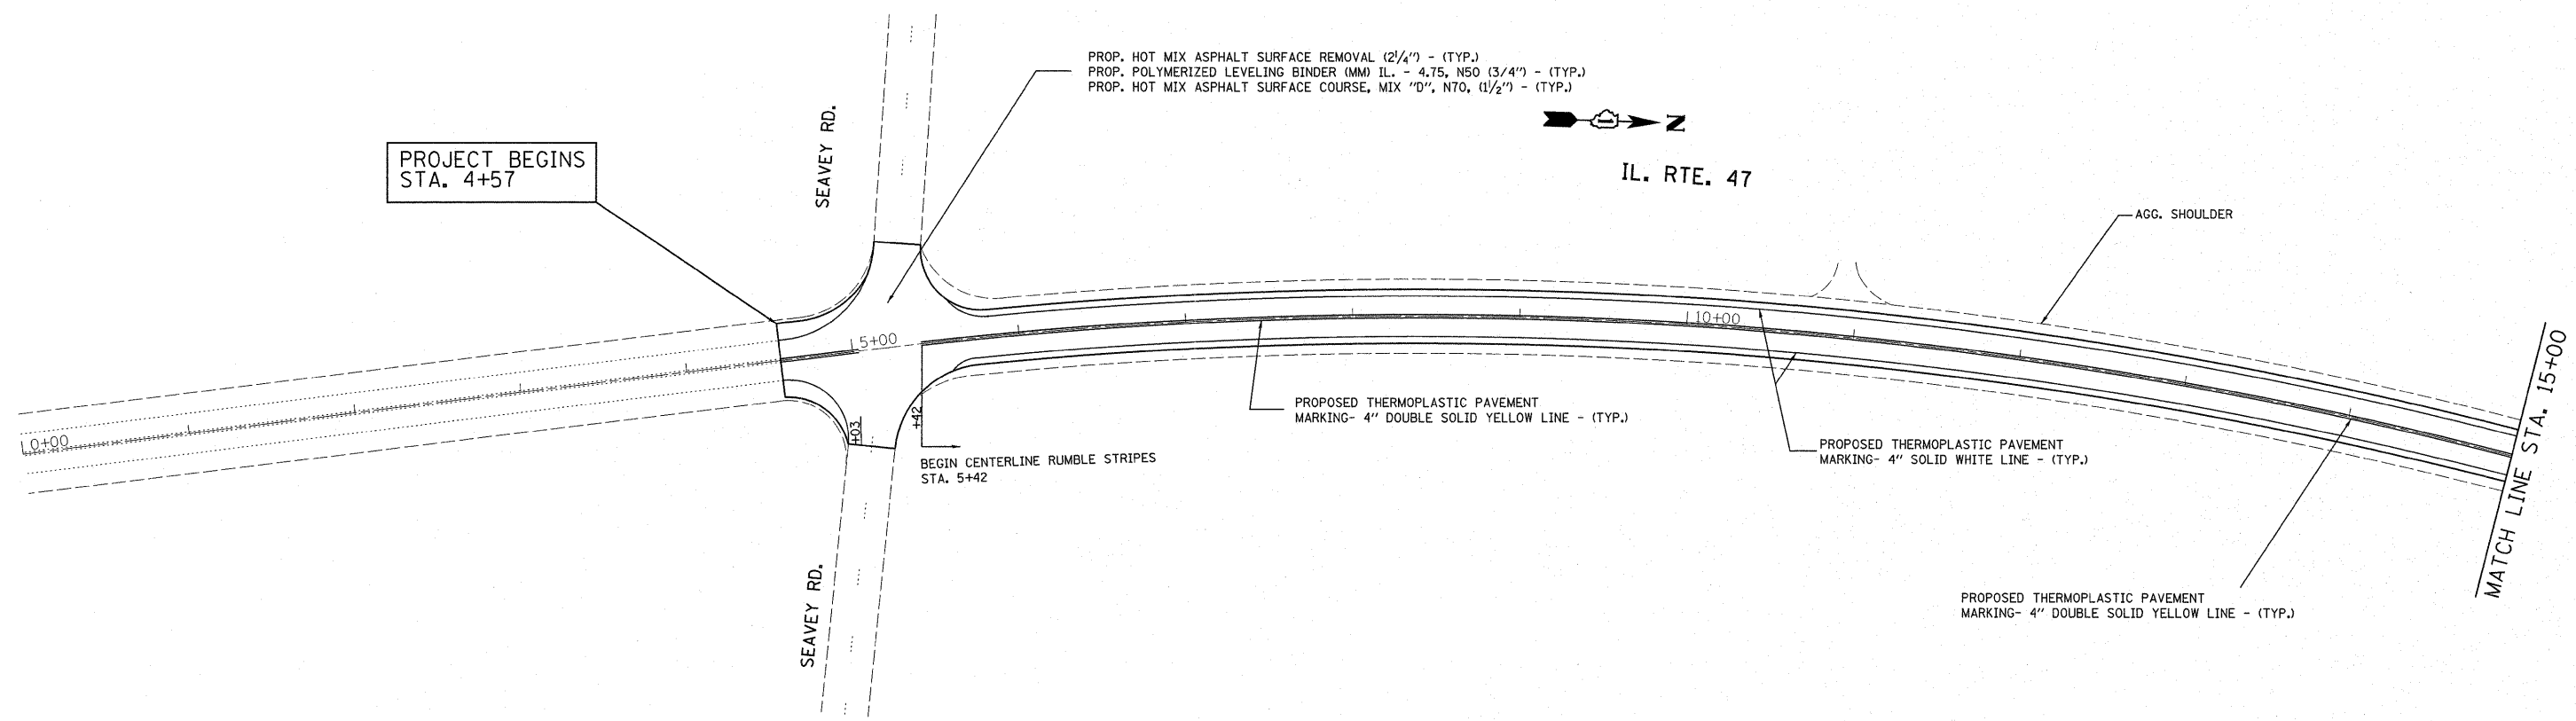 PROP. HOT MIX ASPHALT SURFACE REMOVAL (2 1/4") - (TYP.)
PROP. POLYMERIZED LEVELING BINDER (MM) IL. - 4.75, N50 (3/4") - (TYP.)
PROP. HOT MIX ASPHALT SURFACE COURSE, MIX "D", N70, (1 1/2") - (TYP.)
SEAVEY RD.
N
PROJECT BEGINS
STA. 4+57
IL. RTE. 47
AGG. SHOULDER
10+00
5+00
0+00
+03
+42
PROPOSED THERMOPLASTIC PAVEMENT
MARKING- 4" DOUBLE SOLID YELLOW LINE - (TYP.)
BEGIN CENTERLINE RUMBLE STRIPES
STA. 5+42
PROPOSED THERMOPLASTIC PAVEMENT
MARKING- 4" SOLID WHITE LINE - (TYP.)
MATCH LINE STA. 15+00
SEAVEY RD.
PROPOSED THERMOPLASTIC PAVEMENT
MARKING- 4" DOUBLE SOLID YELLOW LINE - (TYP.)